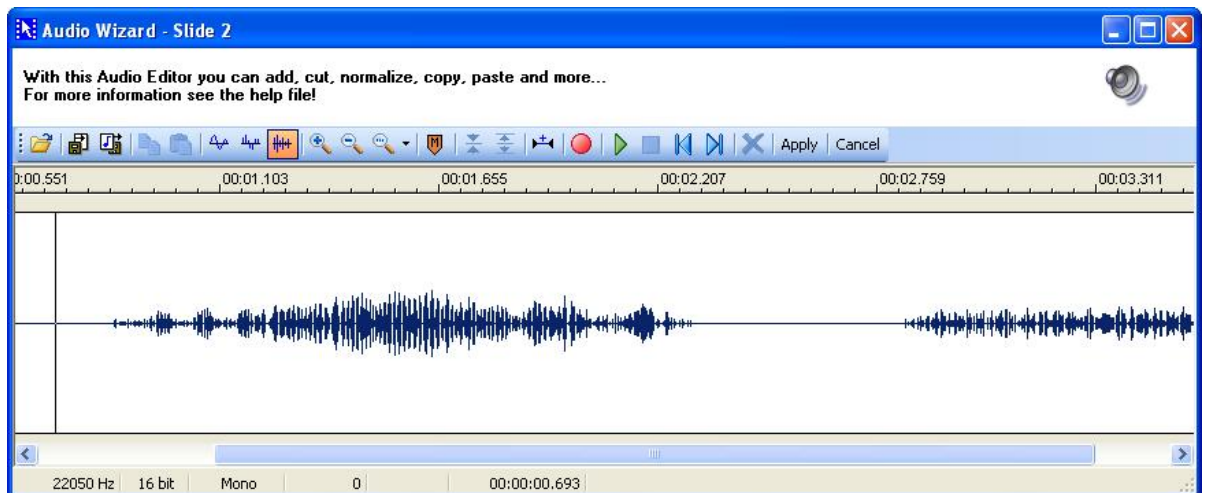 Audio Wizard - Slide 2
With this Audio Editor you can add, cut, normalize, copy, paste and more...
For more information see the help file!
M Apply Cancel
0:00.551 00:01.103 00:01.655 00:02.207 00:02.759 00:03.311
22050 Hz 16 bit Mono 0 00:00:00.693